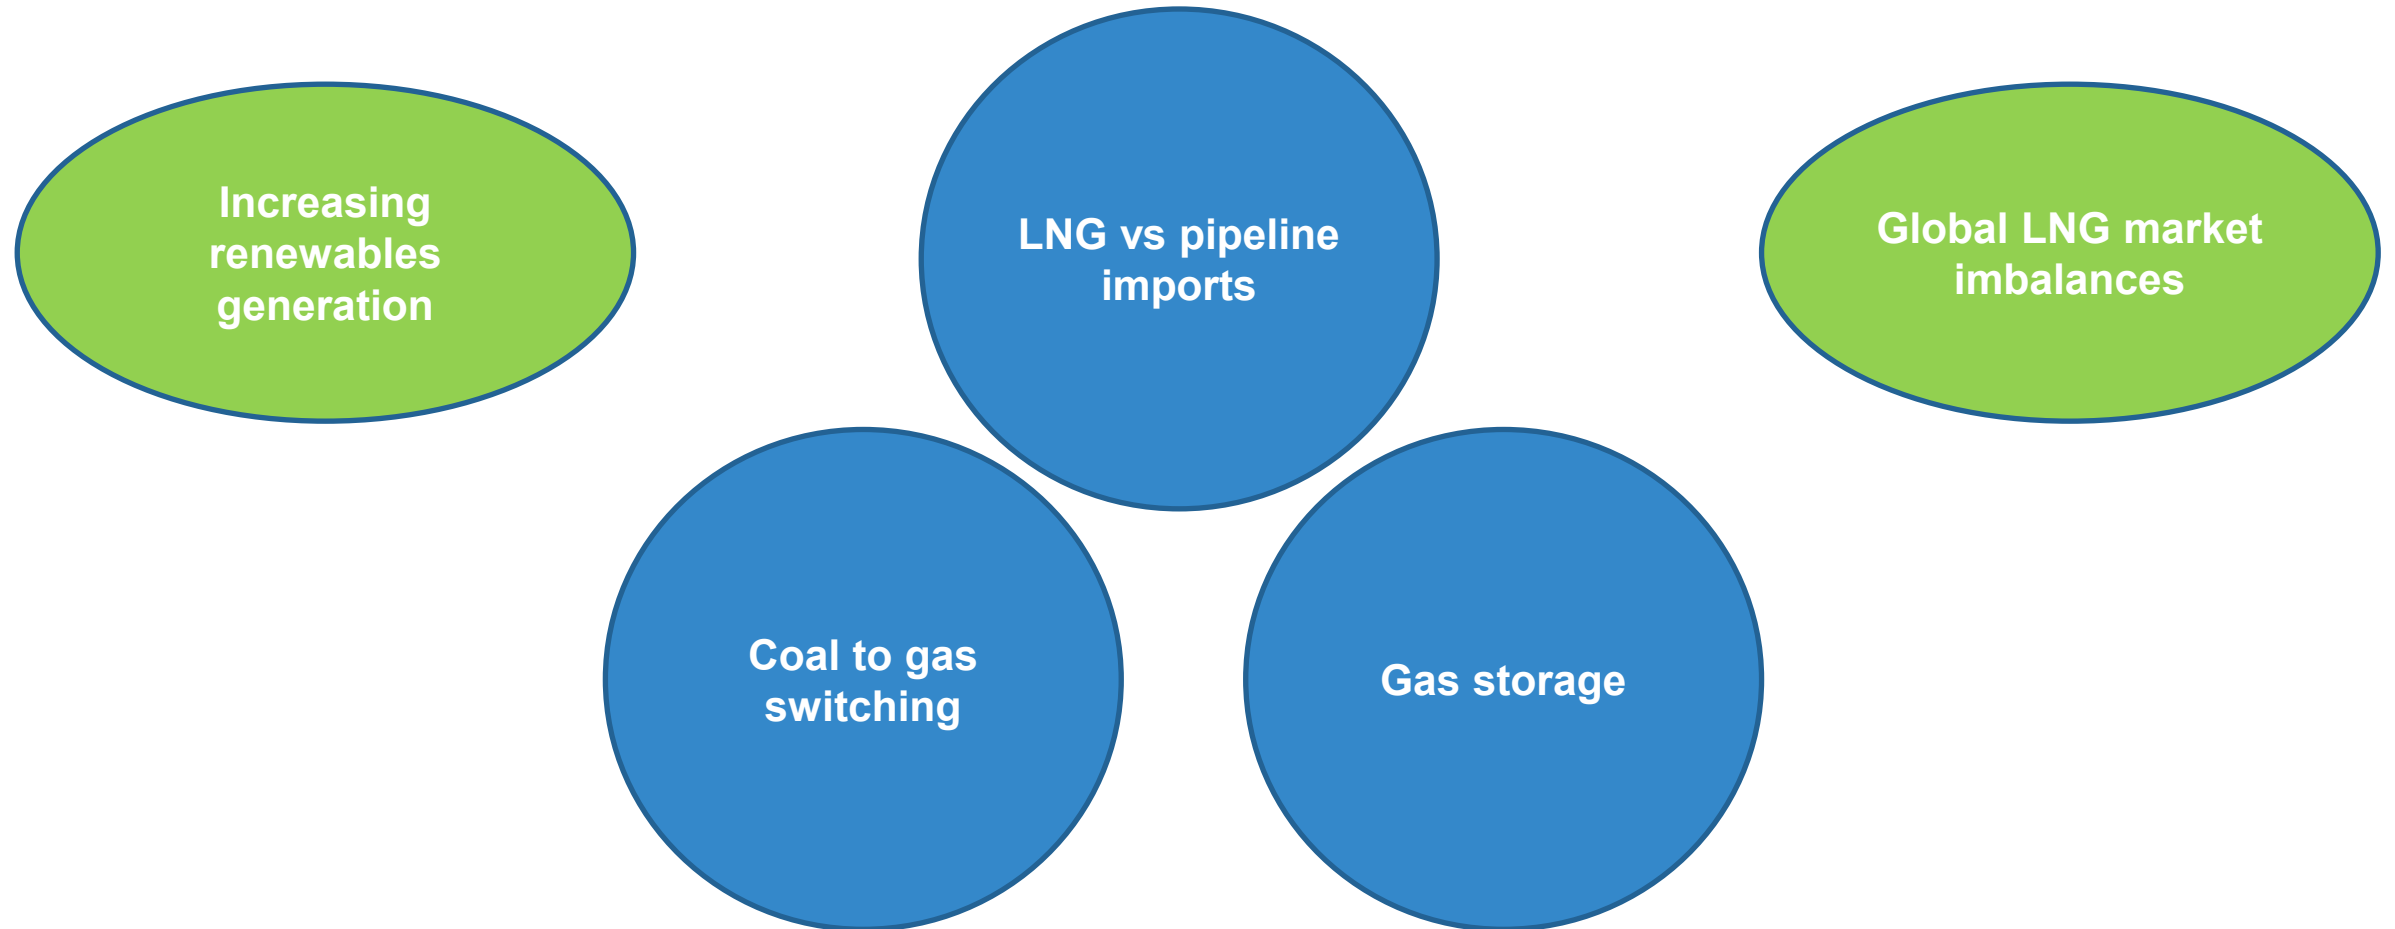 Increasing
renewables
generation
LNG vs pipeline
imports
Global LNG market
imbalances
Coal to gas
switching
Gas storage